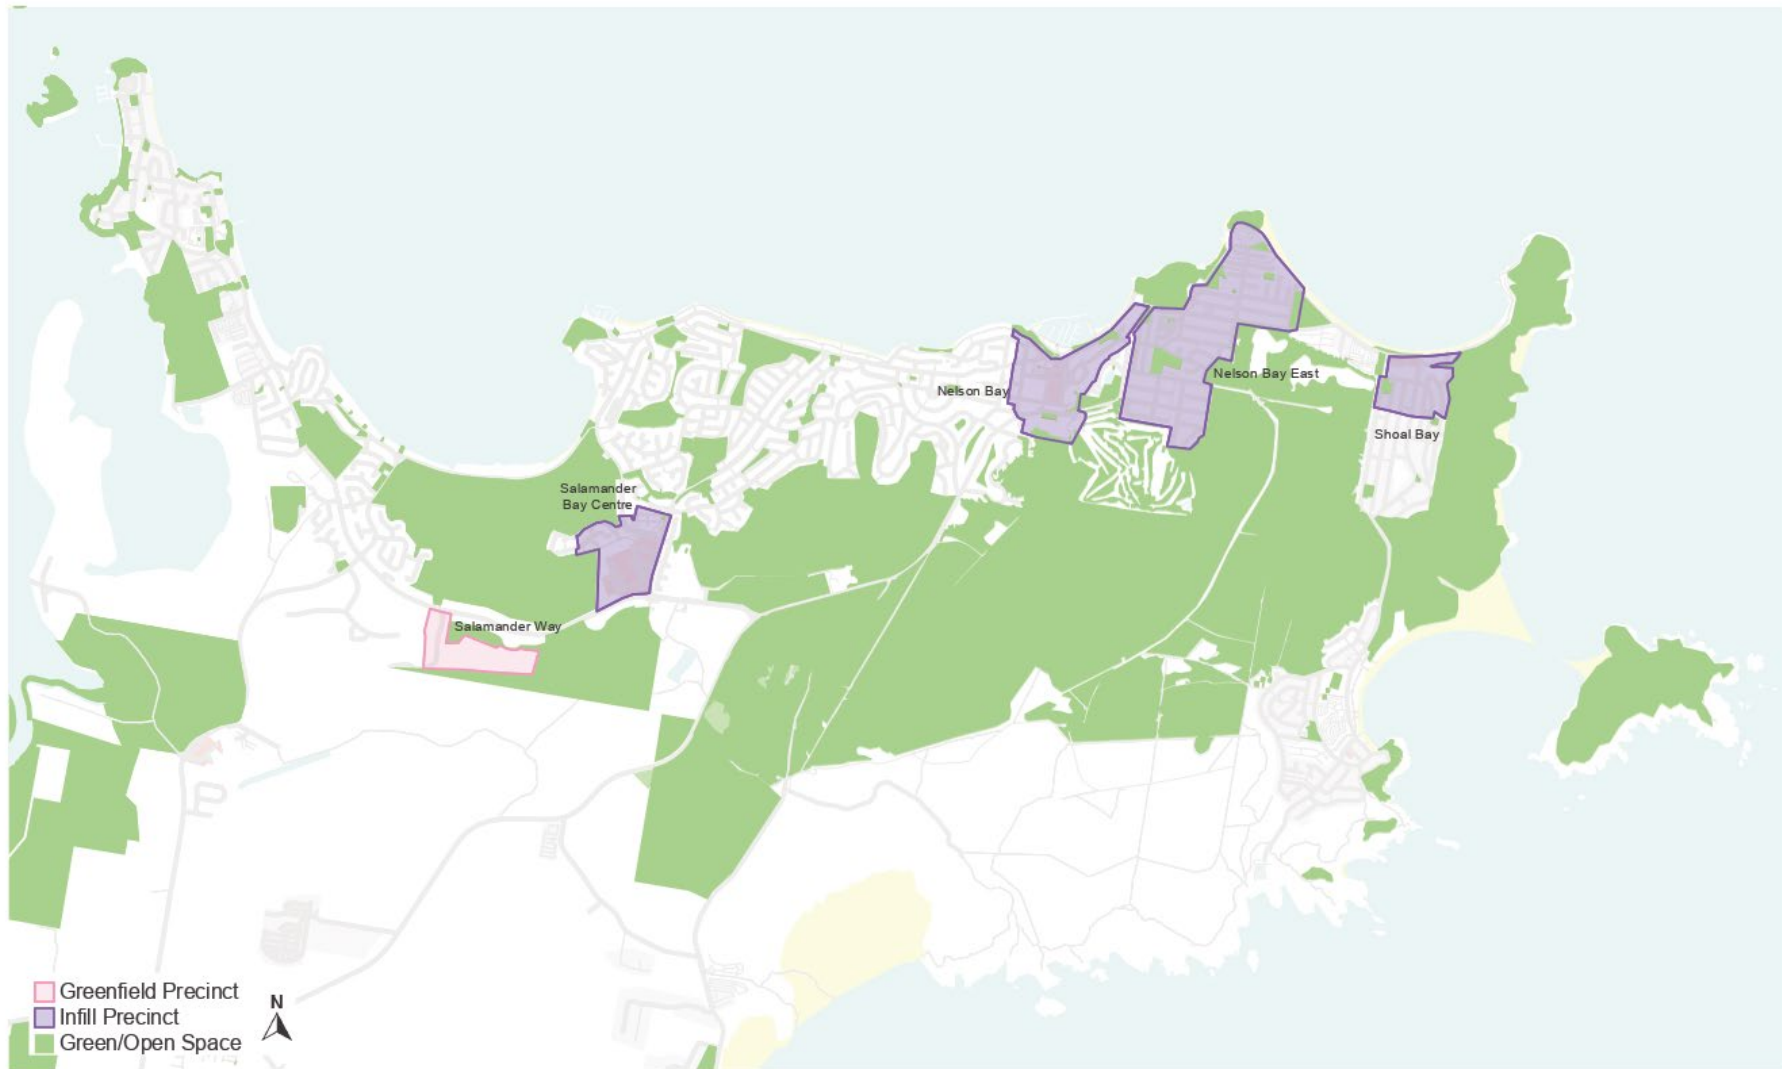 Nelson Bay East
Nelson Bay
Shoal Bay
Salamander
Bay Centre
Salamander Way
Greenfield Precinct
Infill Precinct
Green/Open Space
N